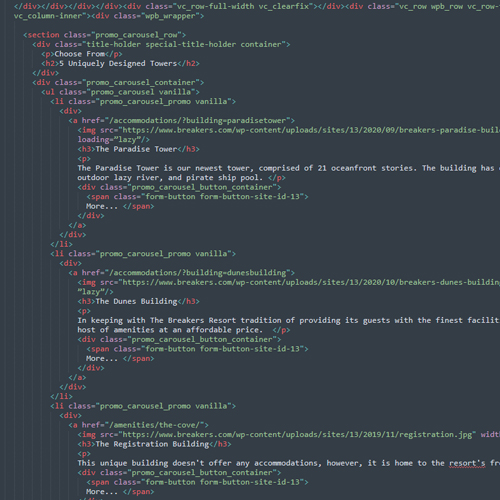 </div></div></div></div><div class="vc_row-full-width vc_clearfix"></div><div class="vc_row wpb_row vc_row-
vc_column-inner"><div class="wpb_wrapper">
<section class="promo_carousel_row">
<div class="title-holder special-title-holder container">
<p>Choose From</p>
<h2>5 Uniquely Designed Towers</h2>
</div>
<div class="promo_carousel_container">
<ul class="promo_carousel vanilla">
<li class="promo_carousel_promo vanilla">
<div>
<a href="/accommodations/?building=paradisetower">
<img src="https://www.breakers.com/wp-content/uploads/sites/13/2020/09/breakers-paradise-buil
loading="lazy"/>
<h3>The Paradise Tower</h3>
<p>
The Paradise Tower is our newest tower, comprised of 21 oceanfront stories. The building has
outdoor lazy river, and pirate ship pool. </p>
<div class="promo_carousel_button_container">
<span class="form-button form-button-site-id-13">
More... </span>
</div>
</a>
</div>
</li>
<li class="promo_carousel_promo vanilla">
<div>
<a href="/accommodations/?building=dunesbuilding">
<img src="https://www.breakers.com/wp-content/uploads/sites/13/2020/10/breakers-dunes-building
"lazy"/>
<h3>The Dunes Building</h3>
<p>
In keeping with The Breakers Resort tradition of providing its guests with the finest facilit
host of amenities at an affordable price.  </p>
<div class="promo_carousel_button_container">
<span class="form-button form-button-site-id-13">
More... </span>
</div>
</a>
</div>
</li>
<li class="promo_carousel_promo vanilla">
<div>
<a href="/amenities/the-cove/">
<img src="https://www.breakers.com/wp-content/uploads/sites/13/2019/11/registration.jpg" widt
<h3>The Registration Building</h3>
<p>
This unique building doesn't offer any accommodations, however, it is home to the resort's fr
<div class="promo_carousel_button_container">
<span class="form-button form-button-site-id-13">
More... </span>